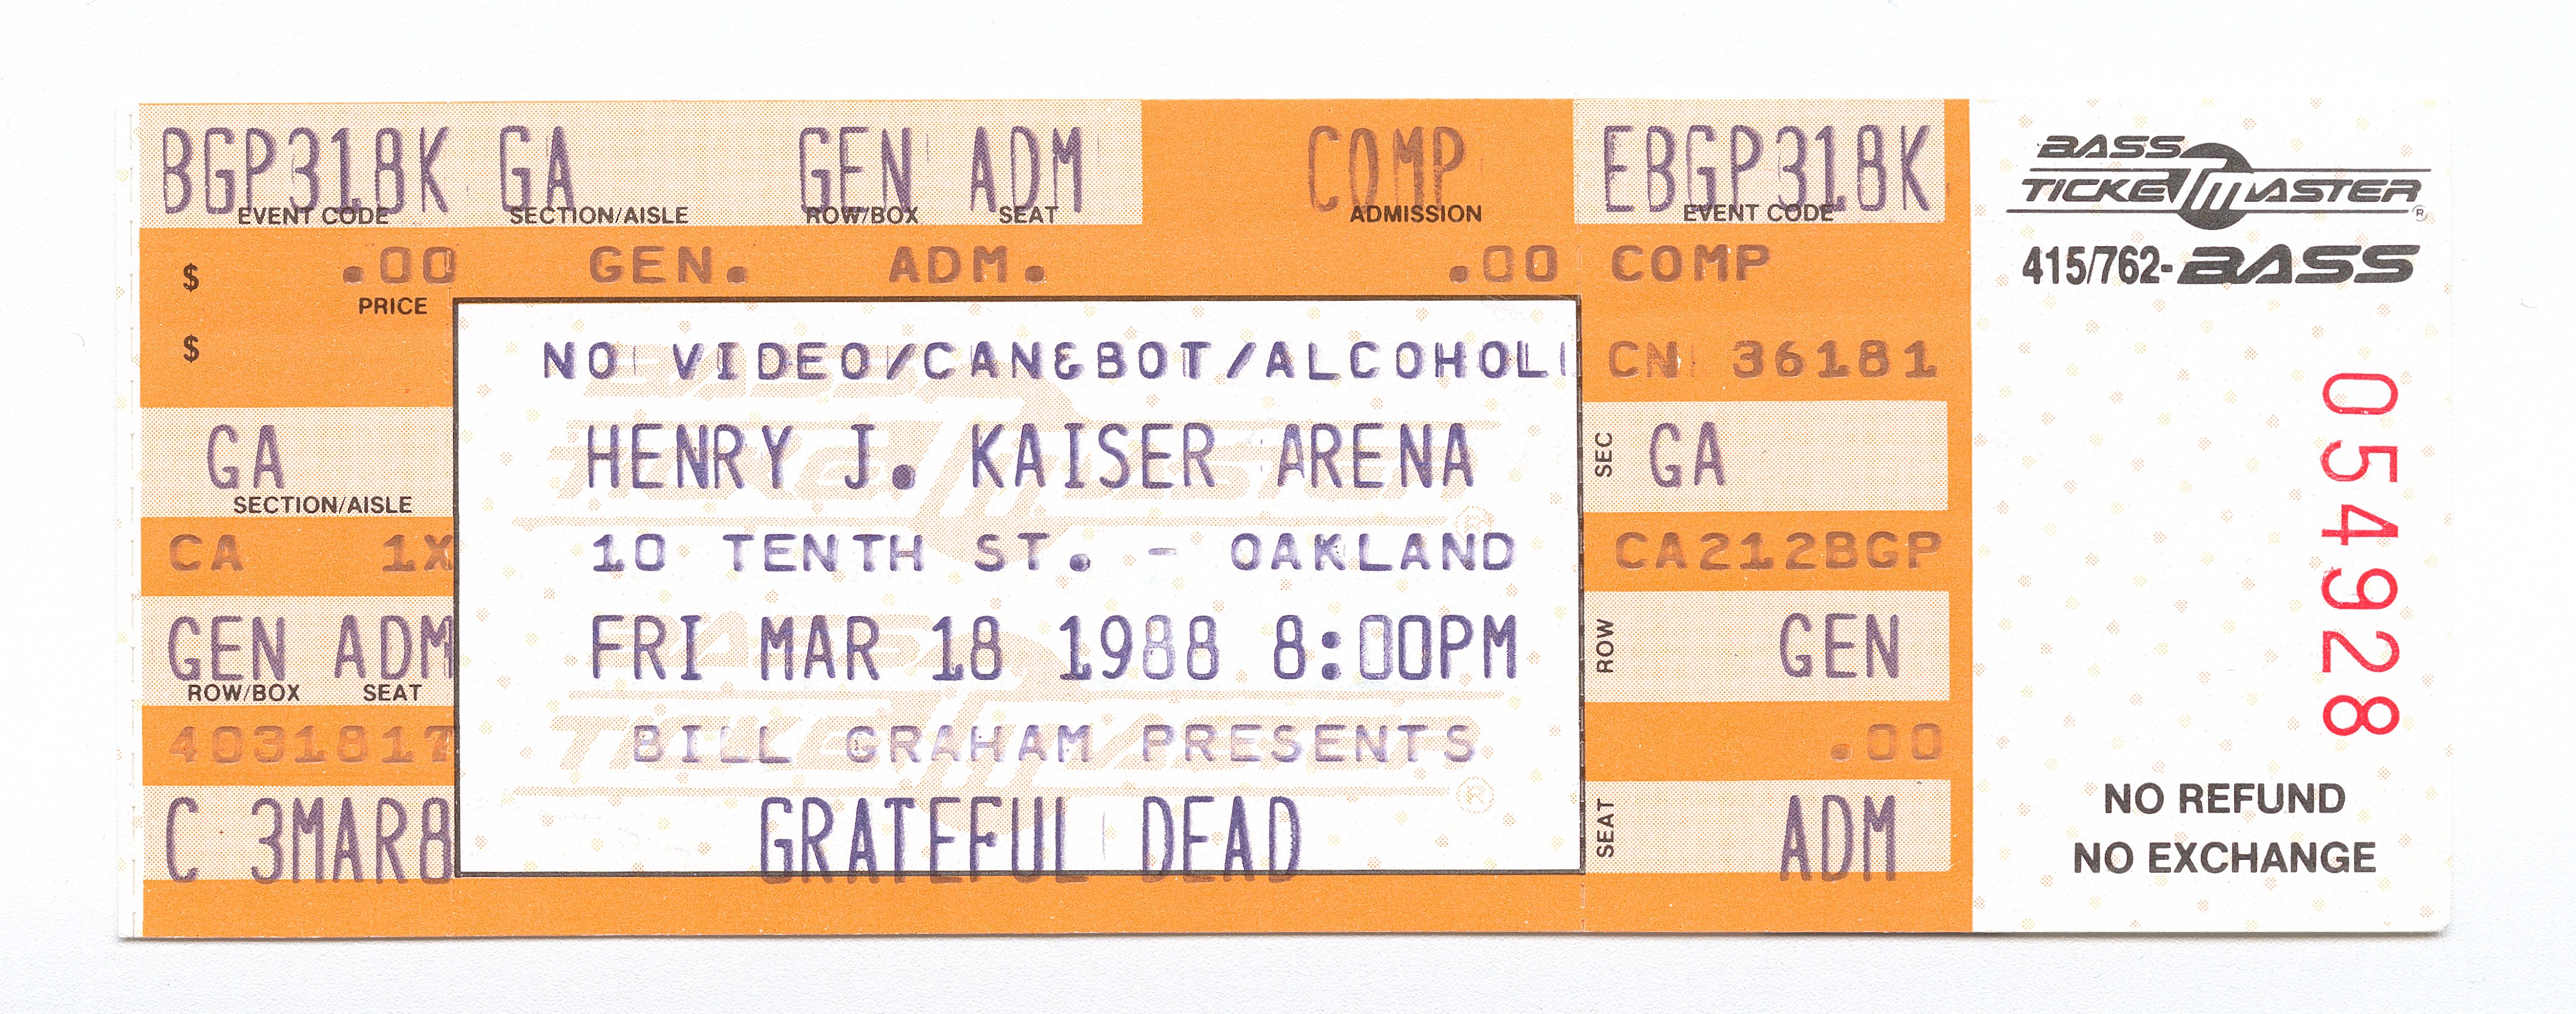 BGP318K GA GEN ADM COMP EBGP318K
EVENT CODE SECTION/AISLE ROW/BOX SEAT ADMISSION EVENT CODE
$ .00 GEN. ADM. .00 COMP
PRICE
$
NO VIDEO/CAN&BOT/ALCOHOL
CN 36181
HENRY J. KAISER ARENA
GA
SECTION/AISLE
SEC GA
10 TENTH ST. - OAKLAND
CA 1X
CA212BGP
FRI MAR 18 1988 8:00PM
GEN ADM
ROW/BOX SEAT
ROW GEN
BILL GRAHAM PRESENTS
4031817
.00
GRATEFUL DEAD
C 3MAR8
SEAT ADM
BASS
TICKETMASTER®
415/762-BASS
054928
NO REFUND
NO EXCHANGE